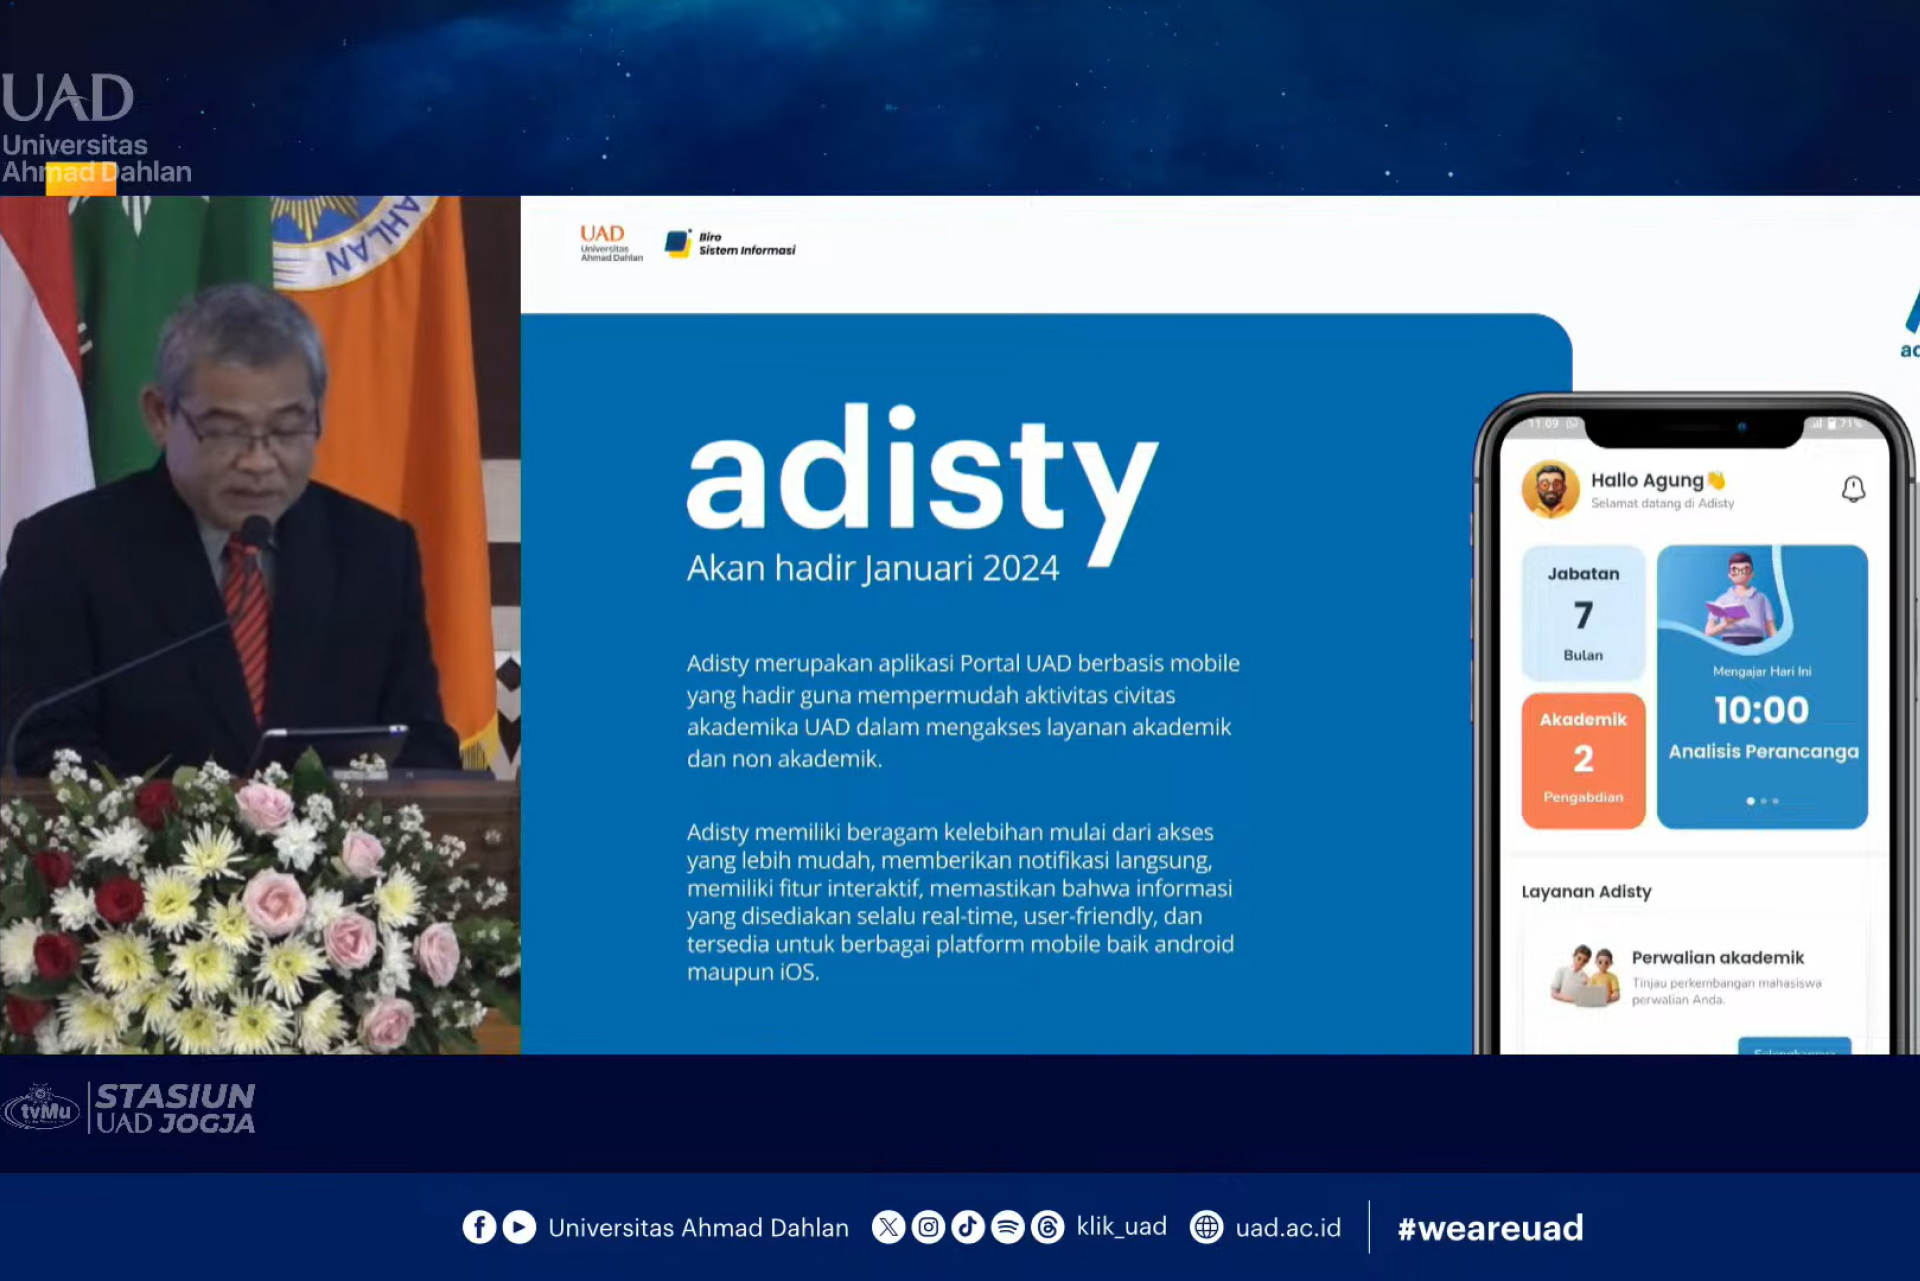 UAD
Universitas
Ahmad Dahlan
AHLAN
UAD
Universitas
Ahmad Dahlan
Biro
Sistem Informasi
adisty
Akan hadir Januari 2024
Adisty merupakan aplikasi Portal UAD berbasis mobile
yang hadir guna mempermudah aktivitas civitas
akademika UAD dalam mengakses layanan akademik
dan non akademik.
Adisty memiliki beragam kelebihan mulai dari akses
yang lebih mudah, memberikan notifikasi langsung,
memiliki fitur interaktif, memastikan bahwa informasi
yang disediakan selalu real-time, user-friendly, dan
tersedia untuk berbagai platform mobile baik android
maupun iOS.
11:09
71%
Hallo Agung
Selamat datang di Adisty
Jabatan
7
Bulan
Akademik
2
Pengabdian
Mengajar Hari Ini
10:00
Analisis Perancanga
Layanan Adisty
Perwalian akademik
Tinjau perkembangan mahasiswa
perwalian Anda.
tvMu
STASIUN
UAD JOGJA
Universitas Ahmad Dahlan
klik_uad
uad.ac.id
#weareuad